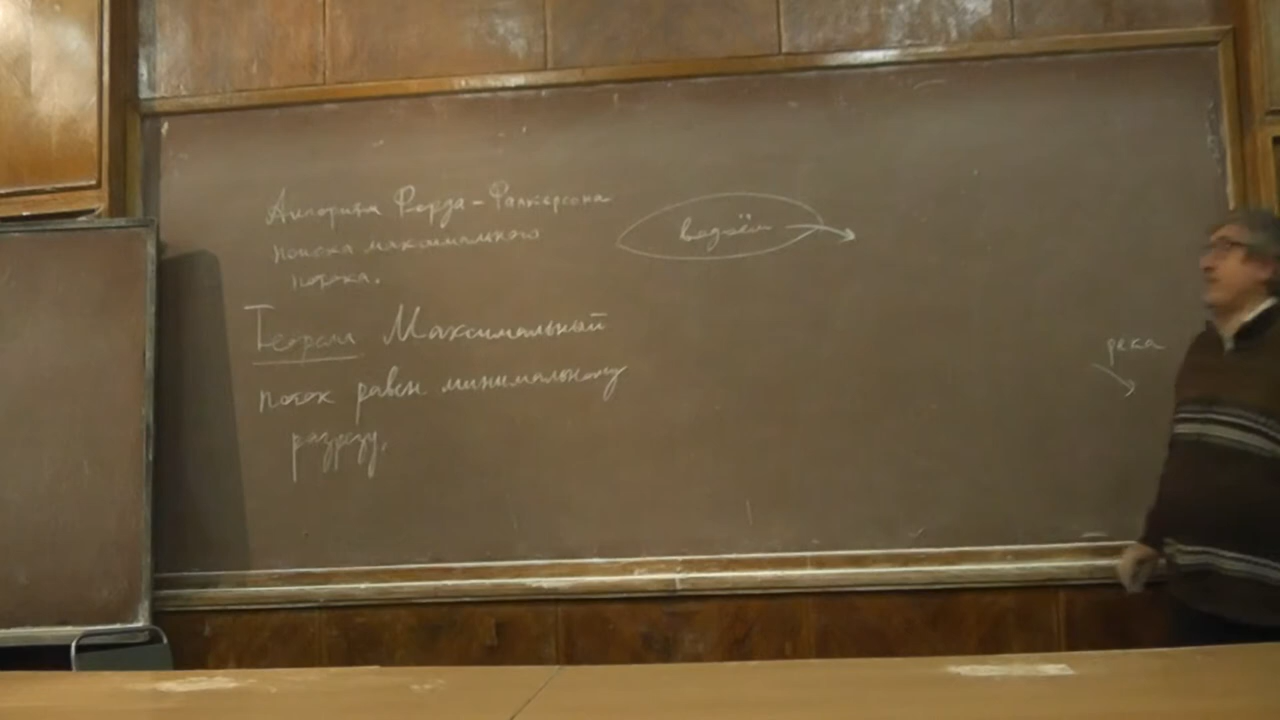 Алгоритм Форда-Фалкерсона
поиска максимального
потока.
водоём
Теорема Максимальный
поток равен минимальному
разрезу.
река